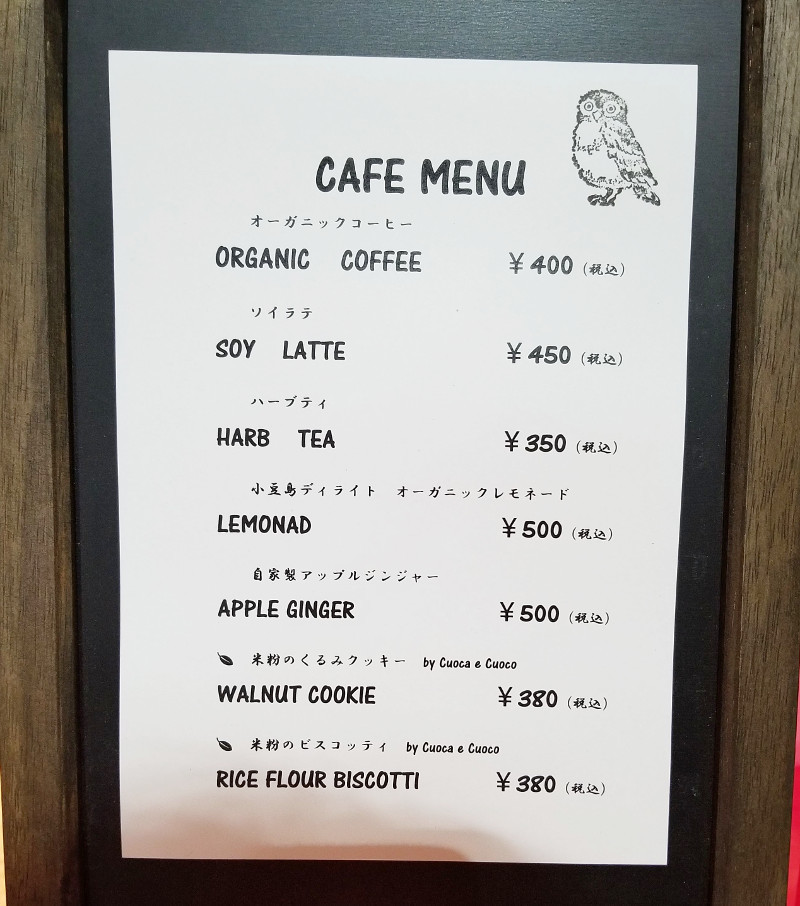 CAFE MENU
オーガニックコーヒー
ORGANIC COFFEE ￥400（税込）
ソイラテ
SOY LATTE ￥450（税込）
ハーブティ
HARB TEA ￥350（税込）
小豆島ディライト オーガニックレモネード
LEMONAD ￥500（税込）
自家製アップルジンジャー
APPLE GINGER ￥500（税込）
米粉のくるみクッキー by Cuoca e Cuoco
WALNUT COOKIE ￥380（税込）
米粉のビスコッティ by Cuoca e Cuoco
RICE FLOUR BISCOTTI ￥380（税込）